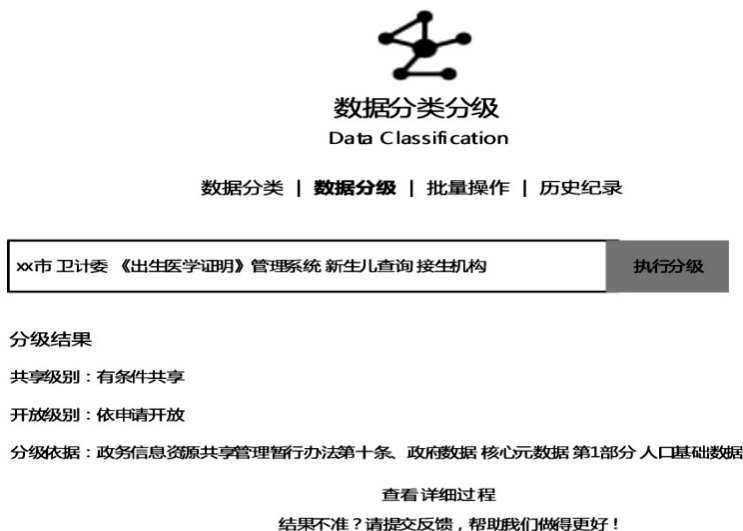 数据分类分级
Data Classification
数据分类 | 数据分级 | 批量操作 | 历史纪录
xx市 卫计委 《出生医学证明》管理系统 新生儿查询 接生机构 执行分级
分级结果
共享级别：有条件共享
开放级别：依申请开放
分级依据：政务信息资源共享管理暂行办法第十条、政府数据 核心元数据 第1部分 人口基础数据
查看 详细过程
结果不准？请提交反馈，帮助我们做得更好！